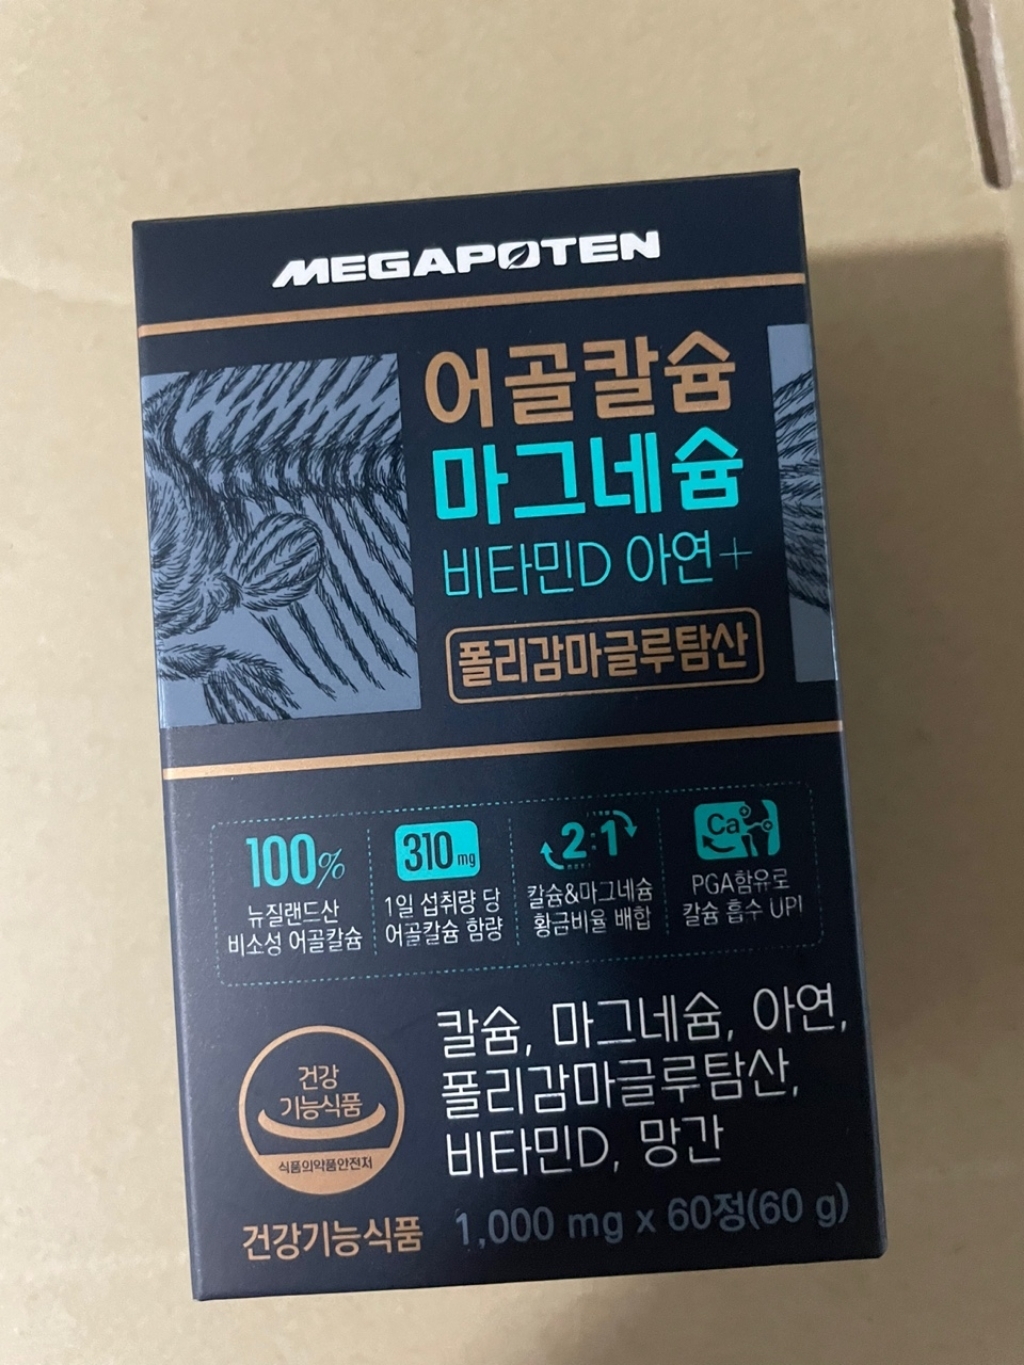 MEGAPOTEN
어골칼슘
마그네슘
비타민D 아연+
폴리감마글루탐산
100%
뉴질랜드산
비소성 어골칼슘
310mg
1일 섭취량 당
어골칼슘 함량
2:1
칼슘&마그네슘
황금비율 배합
Ca
PGA함유로
칼슘 흡수 UP!
칼슘, 마그네슘, 아연,
폴리감마글루탐산,
비타민D, 망간
건강
기능식품
식품의약품안전처
건강기능식품
1,000 mg x 60정(60 g)